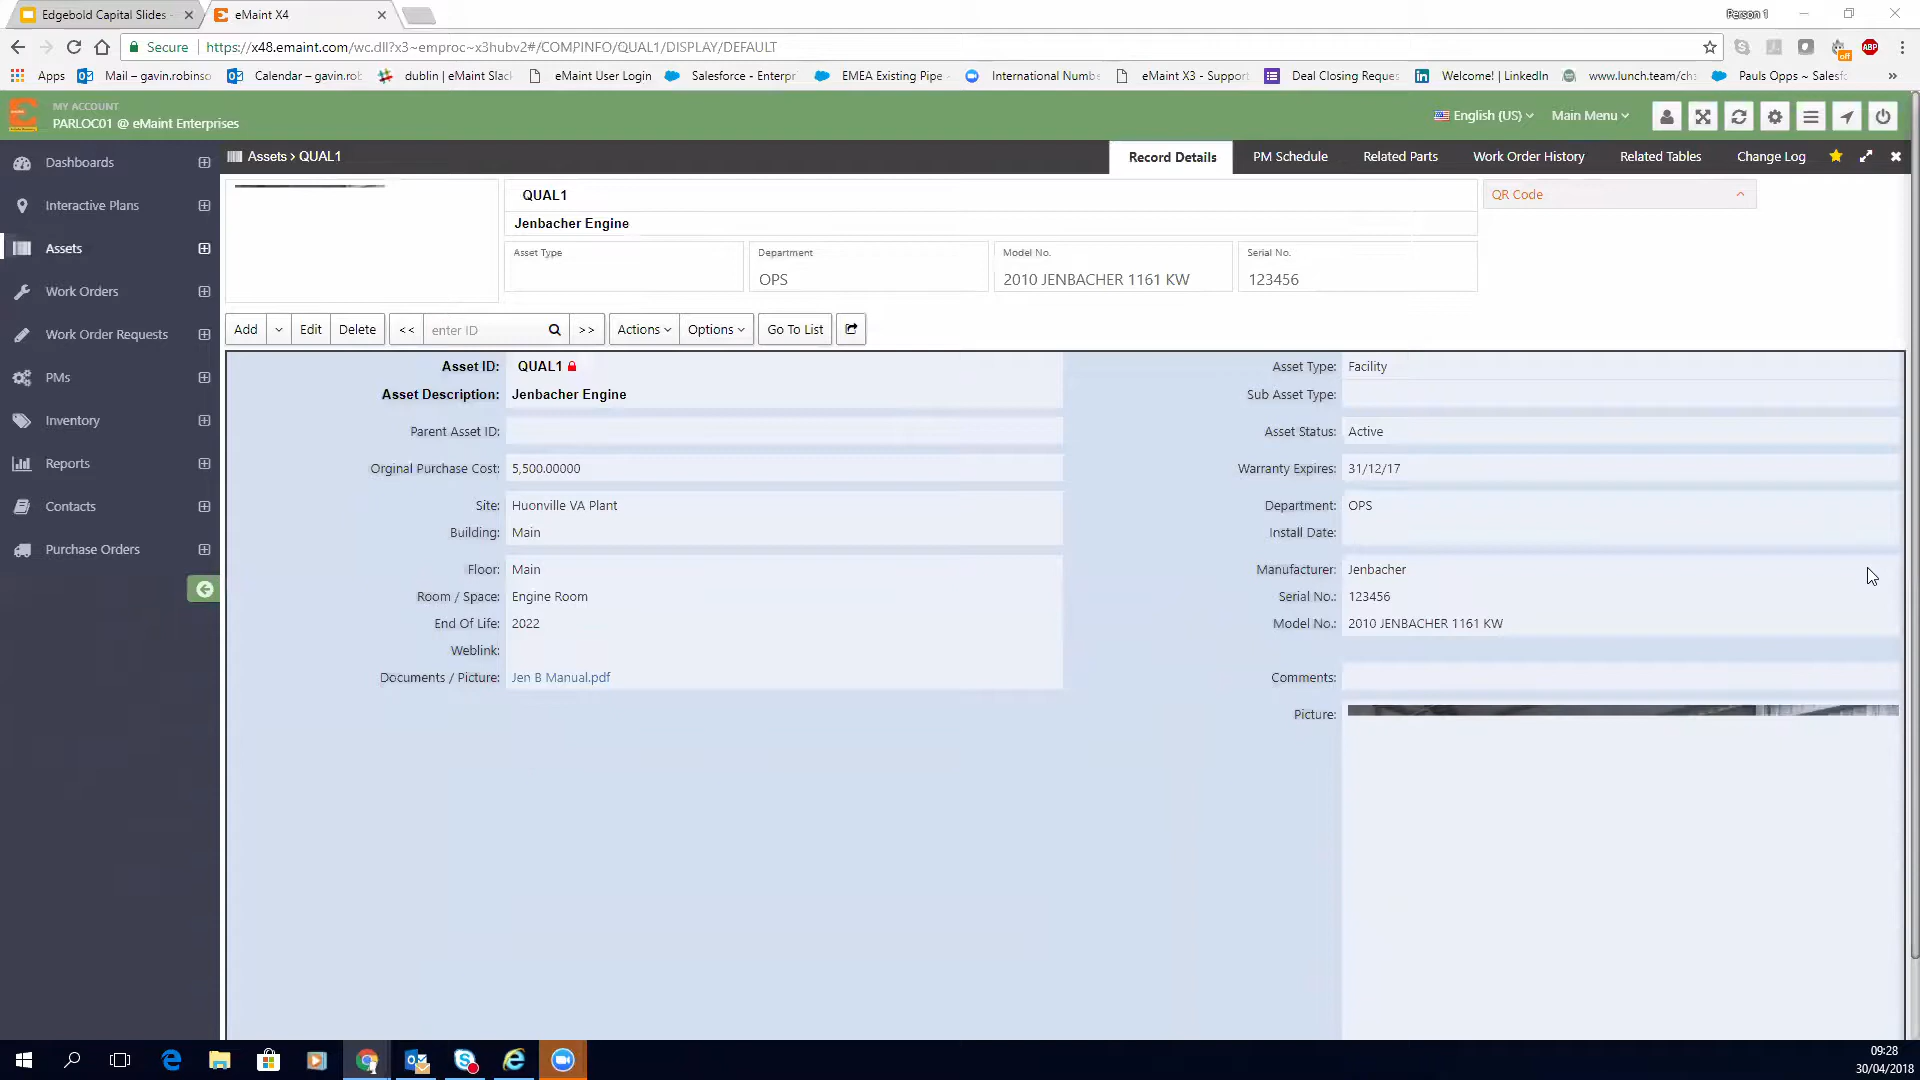 Edgebold Capital Slides -
eMaint X4
Person 1
Secure
https://x48.emaint.com/wc.dll?x3~emproc~x3hubv2#/COMPINFO/QUAL1/DISPLAY/DEFAULT
ABP
off
Apps
Mail – gavin.robinso
Calendar – gavin.rob
dublin | eMaint Slack
eMaint User Login
Salesforce - Enterpr
EMEA Existing Pipe
International Numbe
eMaint X3 - Support
Deal Closing Reques
Welcome! | LinkedIn
www.lunch.team/ch
Pauls Opps ~ Salesf
»
MY ACCOUNT
PARLOC01 @ eMaint Enterprises
English (US)
Main Menu
Dashboards
Interactive Plans
Assets
Work Orders
Work Order Requests
PMs
Inventory
Reports
Contacts
Purchase Orders
Assets > QUAL1
Record Details
PM Schedule
Related Parts
Work Order History
Related Tables
Change Log
QUAL1
Jenbacher Engine
QR Code
Asset Type
Department
OPS
Model No.
2010 JENBACHER 1161 KW
Serial No.
123456
Add
Edit
Delete
<<
enter ID
>>
Actions
Options
Go To List
Asset ID: QUAL1
Asset Description: Jenbacher Engine
Parent Asset ID:
Orginal Purchase Cost: 5,500.00000
Site: Huonville VA Plant
Building: Main
Floor: Main
Room / Space: Engine Room
End Of Life: 2022
Weblink:
Documents / Picture: Jen B Manual.pdf
Asset Type: Facility
Sub Asset Type:
Asset Status: Active
Warranty Expires: 31/12/17
Department: OPS
Install Date:
Manufacturer: Jenbacher
Serial No.: 123456
Model No.: 2010 JENBACHER 1161 KW
Comments:
Picture:
09:28
30/04/2018